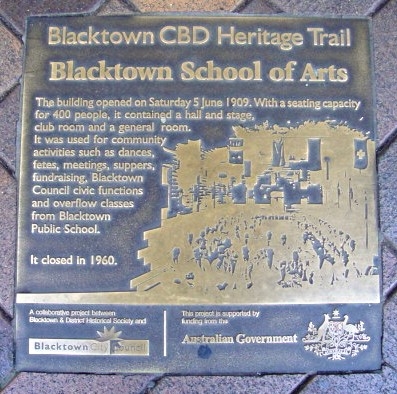 Blacktown CBD Heritage Trail
Blacktown School of Arts
The building opened on Saturday 5 June 1909. With a seating capacity
for 400 people, it contained a hall and stage,
club room and a general room.
It was used for community
activities such as dances,
fetes, meetings, suppers,
fundraising, Blacktown
Council civic functions
and overflow classes
from Blacktown
Public School.
It closed in 1960.
A collaborative project between
Blacktown & District Historical Society and
Blacktown City Council
This project is supported by
funding from the
Australian Government